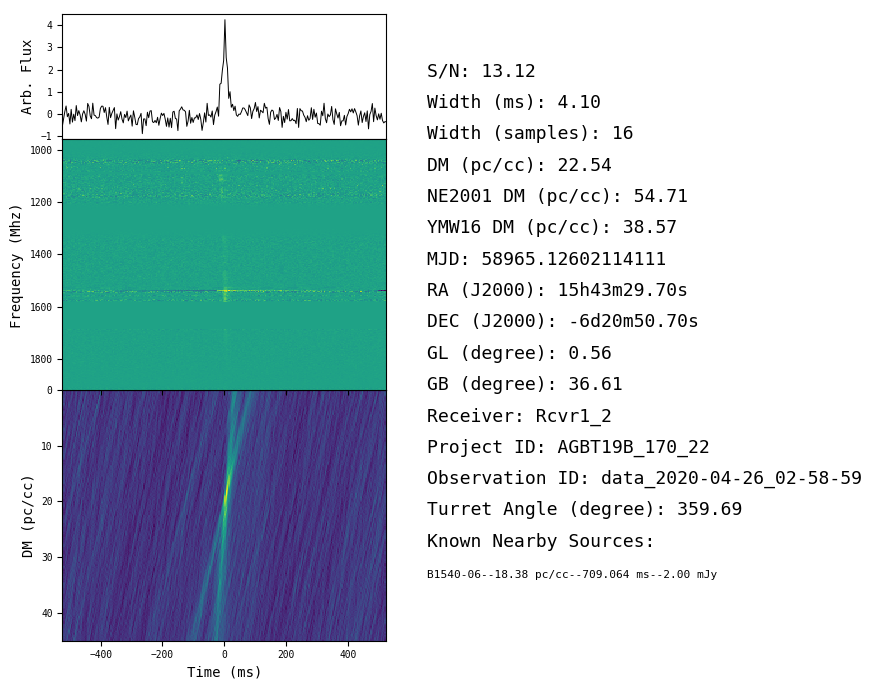 4
3
2
1
0
−1
Arb. Flux
1000
1200
1400
1600
1800
Frequency (Mhz)
0
10
20
30
40
DM (pc/cc)
−400 −200 0 200 400
Time (ms)
S/N: 13.12
Width (ms): 4.10
Width (samples): 16
DM (pc/cc): 22.54
NE2001 DM (pc/cc): 54.71
YMW16 DM (pc/cc): 38.57
MJD: 58965.12602114111
RA (J2000): 15h43m29.70s
DEC (J2000): -6d20m50.70s
GL (degree): 0.56
GB (degree): 36.61
Receiver: Rcvr1_2
Project ID: AGBT19B_170_22
Observation ID: data_2020-04-26_02-58-59
Turret Angle (degree): 359.69
Known Nearby Sources:
B1540-06--18.38 pc/cc--709.064 ms--2.00 mJy